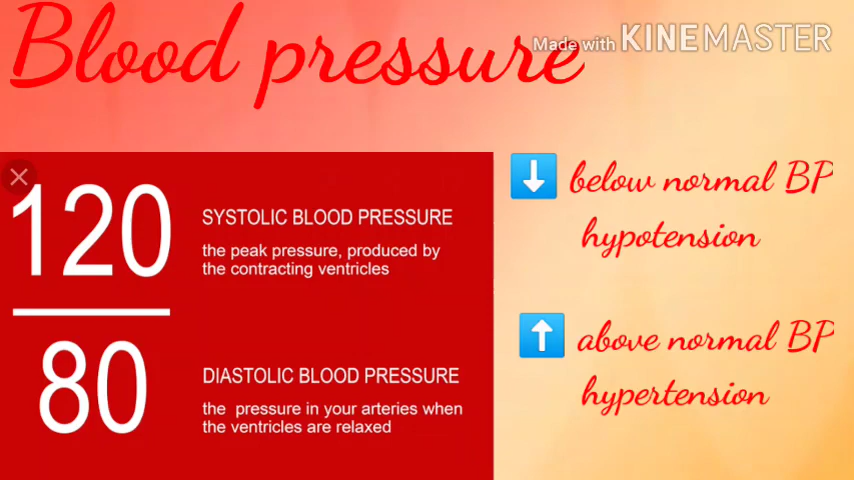 Blood pressure
Made with KINEMASTER
120
SYSTOLIC BLOOD PRESSURE
the peak pressure, produced by
the contracting ventricles
80
DIASTOLIC BLOOD PRESSURE
the pressure in your arteries when
the ventricles are relaxed
below normal BP
hypotension
above normal BP
hypertension